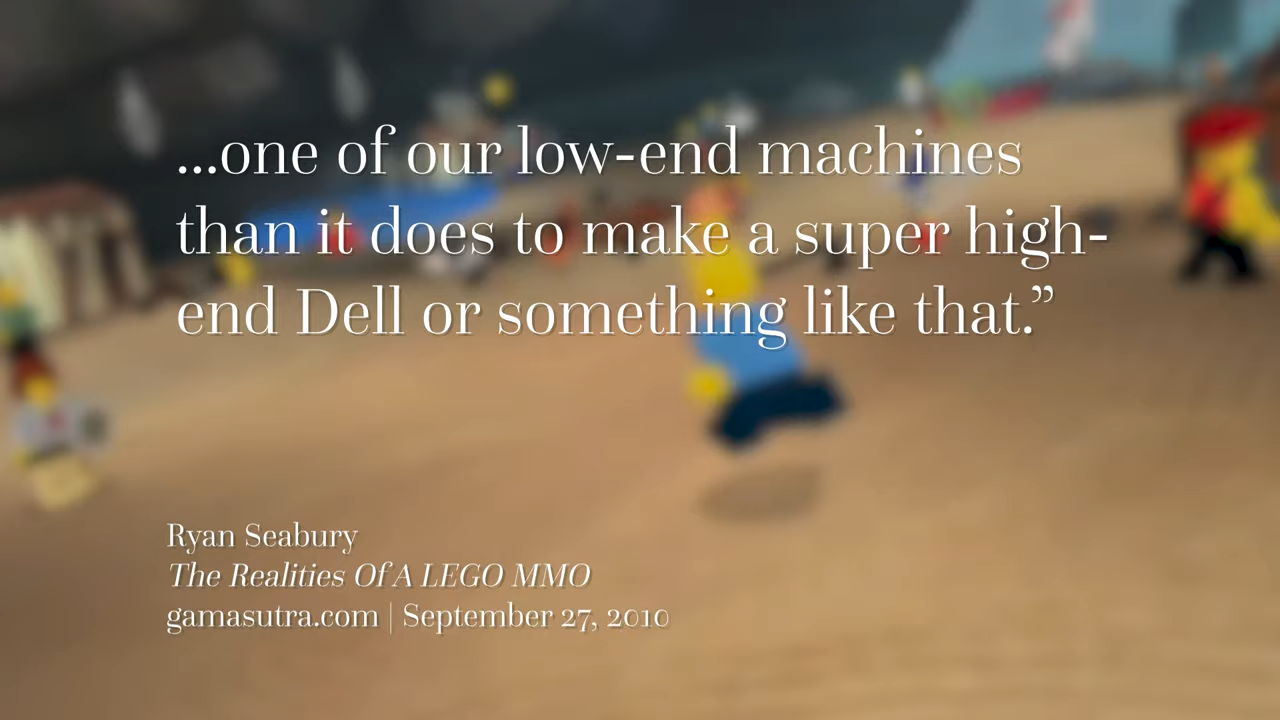 ...one of our low-end machines
than it does to make a super high-
end Dell or something like that.”
Ryan Seabury
The Realities Of A LEGO MMO
gamasutra.com | September 27, 2010